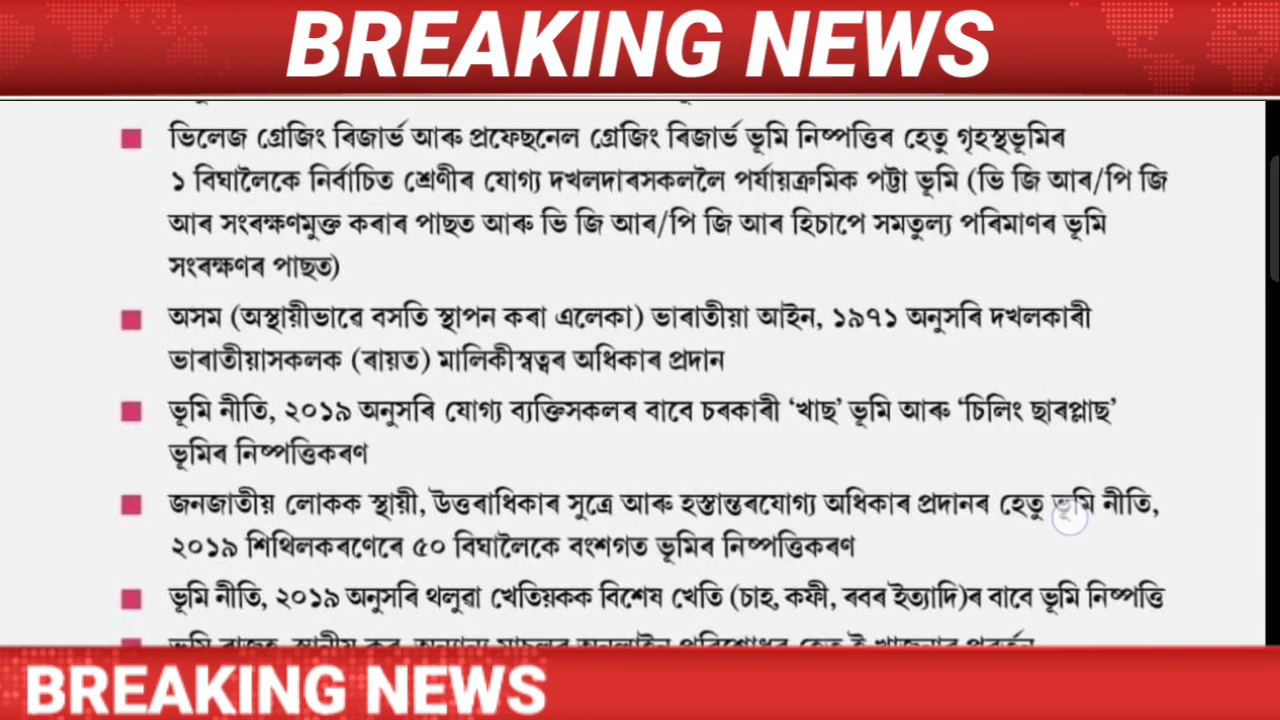 BREAKING NEWS
ভিলেজ গ্ৰেজিং ৰিজাৰ্ভ আৰু প্ৰফেছনেল গ্ৰেজিং ৰিজাৰ্ভ ভূমি নিষ্পত্তিৰ হেতু গৃহস্থভূমিৰ
১ বিঘালৈকে নিৰ্বাচিত শ্ৰেণীৰ যোগ্য দখলদাৰসকললৈ পৰ্যায়ক্ৰমিক পট্টা ভূমি (ভি জি আৰ/পি জি
আৰ সংৰক্ষণমুক্ত কৰাৰ পাছত আৰু ভি জি আৰ/পি জি আৰ হিচাপে সমতুল্য পৰিমাণৰ ভূমি
সংৰক্ষণৰ পাছত)
অসম (অস্থায়ীভাৱে বসতি স্থাপন কৰা এলেকা) ভাৰাতীয়া আইন, ১৯৭১ অনুসৰি দখলকাৰী
ভাৰাতীয়াসকলক (ৰায়ত) মালিকীস্বত্বৰ অধিকাৰ প্ৰদান
ভূমি নীতি, ২০১৯ অনুসৰি যোগ্য ব্যক্তিসকলৰ বাবে চৰকাৰী ‘খাছ’ ভূমি আৰু ‘চিলিং ছাৰপ্লাছ’
ভূমিৰ নিষ্পত্তিকৰণ
জনজাতীয় লোকক স্থায়ী, উত্তৰাধিকাৰ সুত্ৰে আৰু হস্তান্তৰযোগ্য অধিকাৰ প্ৰদানৰ হেতু ভূমি নীতি,
২০১৯ শিথিলকৰণেৰে ৫০ বিঘালৈকে বংশগত ভূমিৰ নিষ্পত্তিকৰণ
ভূমি নীতি, ২০১৯ অনুসৰি থলুৱা খেতিয়কক বিশেষ খেতি (চাহ, কফী, ৰবৰ ইত্যাদি)ৰ বাবে ভূমি নিষ্পত্তি
BREAKING NEWS